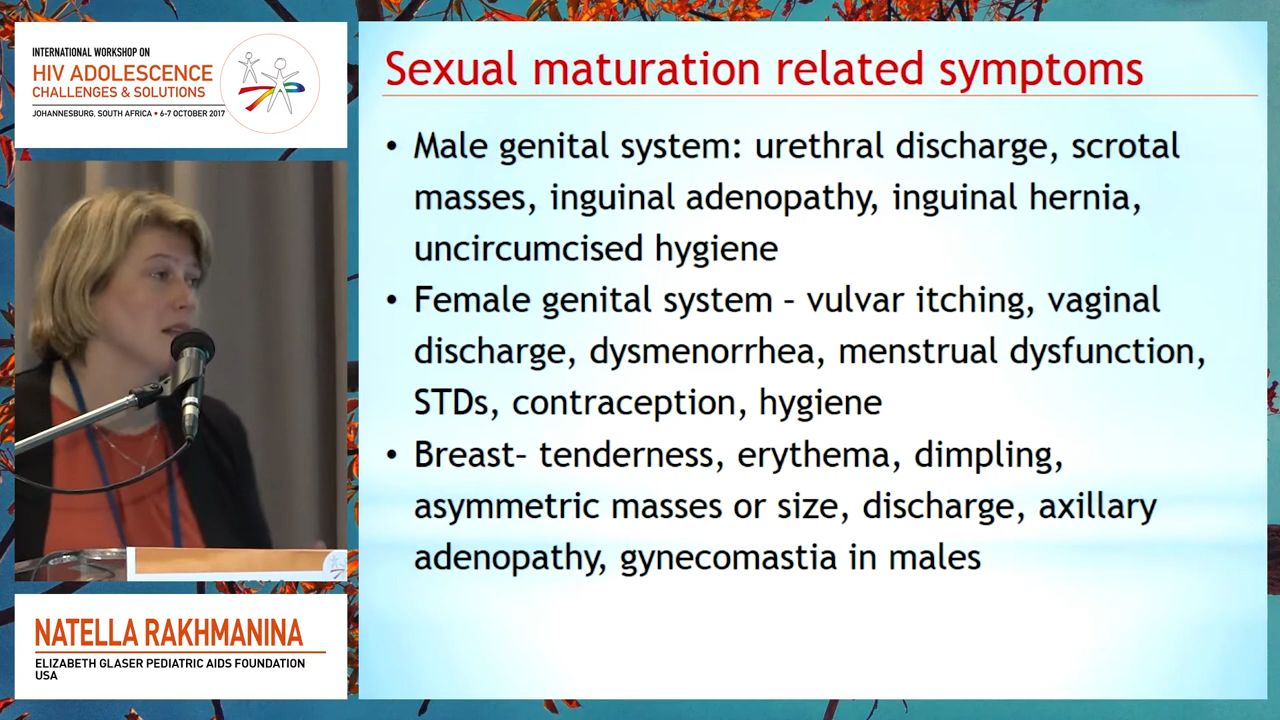 INTERNATIONAL WORKSHOP ON
HIV ADOLESCENCE
CHALLENGES & SOLUTIONS
JOHANNESBURG, SOUTH AFRICA • 6-7 OCTOBER 2017
Sexual maturation related symptoms
• Male genital system: urethral discharge, scrotal
masses, inguinal adenopathy, inguinal hernia,
uncircumcised hygiene
• Female genital system – vulvar itching, vaginal
discharge, dysmenorrhea, menstrual dysfunction,
STDs, contraception, hygiene
• Breast– tenderness, erythema, dimpling,
asymmetric masses or size, discharge, axillary
adenopathy, gynecomastia in males
NATELLA RAKHMANINA
ELIZABETH GLASER PEDIATRIC AIDS FOUNDATION
USA